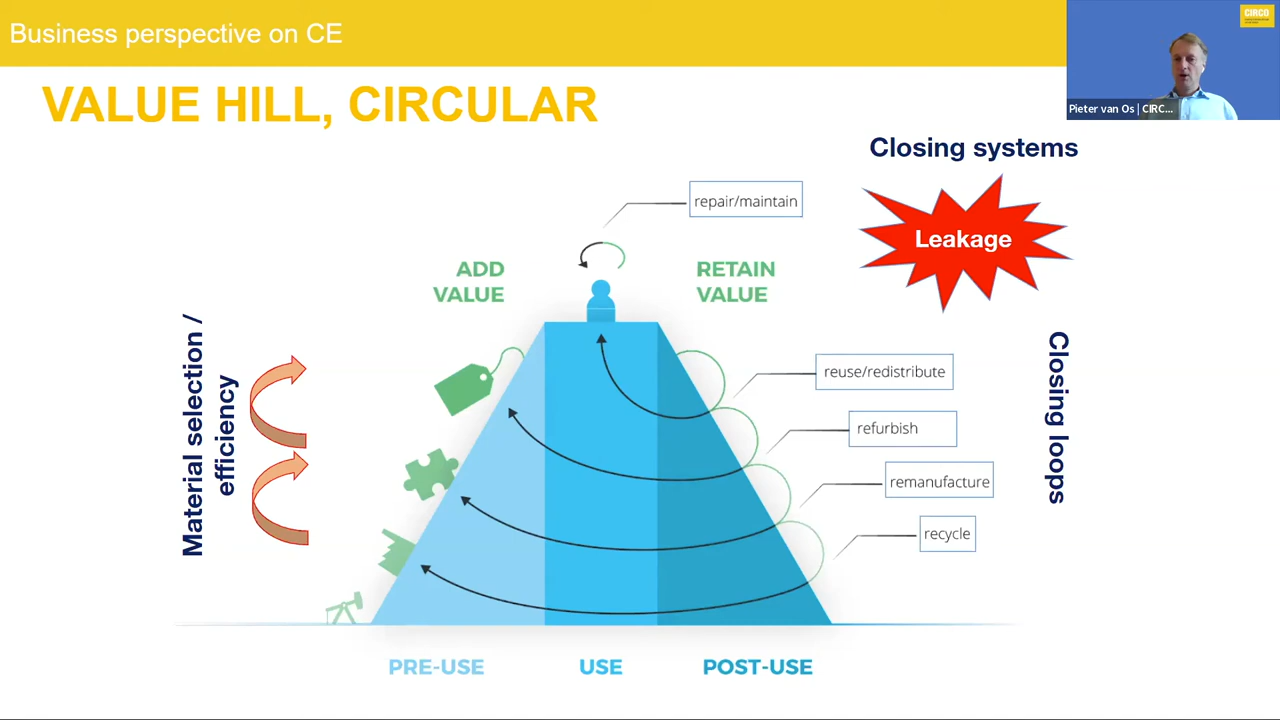 Business perspective on CE
CIRCO
Pieter van Os | CIRC...
VALUE HILL, CIRCULAR
Closing systems
repair/maintain
Leakage
ADD
VALUE
RETAIN
VALUE
Material selection /
efficiency
Closing loops
reuse/redistribute
refurbish
remanufacture
recycle
PRE-USE
USE
POST-USE